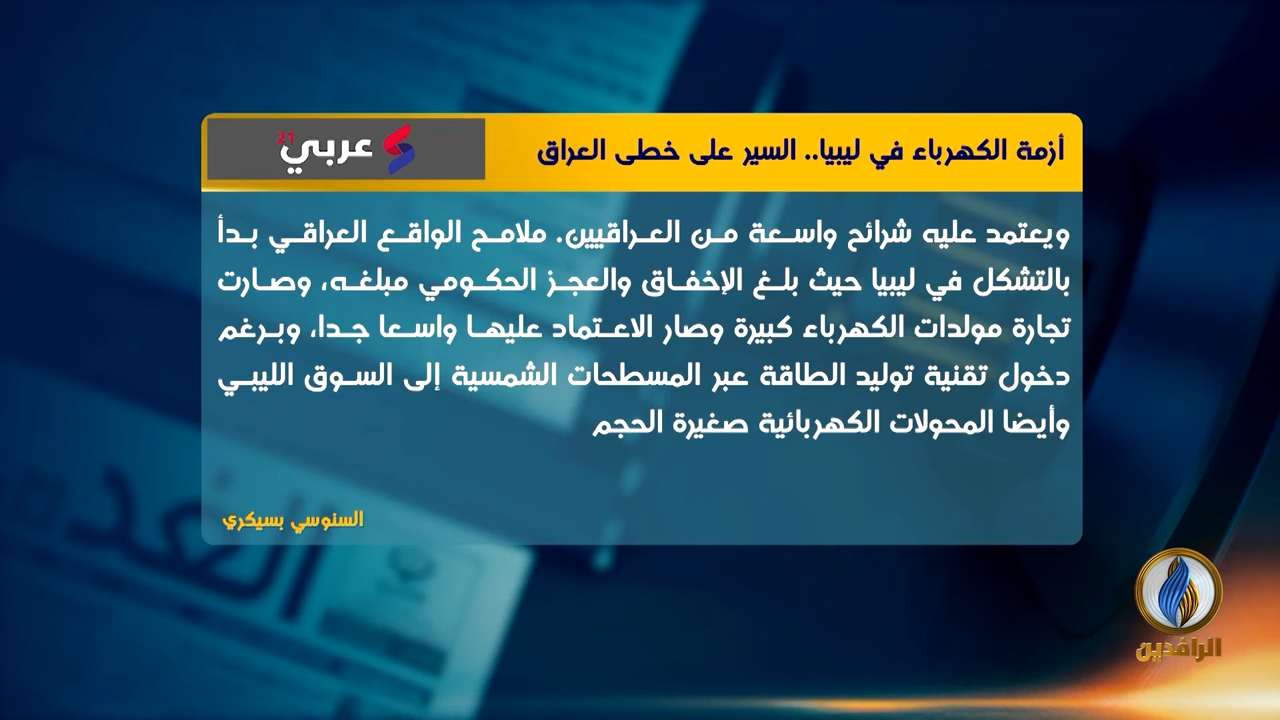 أزمة الكهرباء في ليبيا.. السير على خطى العراق
عربي21
ويعتمد عليه شرائح واسعة من العراقيين. ملامح الواقع العراقي بدأ
بالتشكل في ليبيا حيث بلغ الإخفاق والعجز الحكومي مبلغه، وصارت
تجارة مولدات الكهرباء كبيرة وصار الاعتماد عليها واسعا جدا، وبرغم
دخول تقنية توليد الطاقة عبر المسطحات الشمسية إلى السوق الليبي
وأيضا المحولات الكهربائية صغيرة الحجم
السنوسي بسيكري
الرافدين